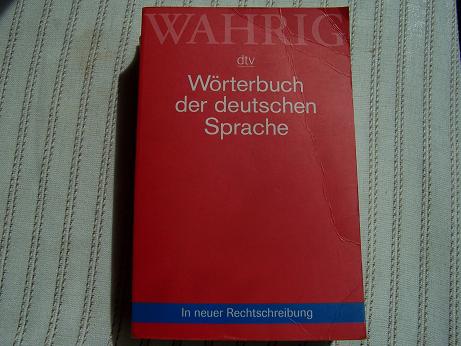 WAHRIG
dtv
Wörterbuch
der deutschen
Sprache
In neuer Rechtschreibung